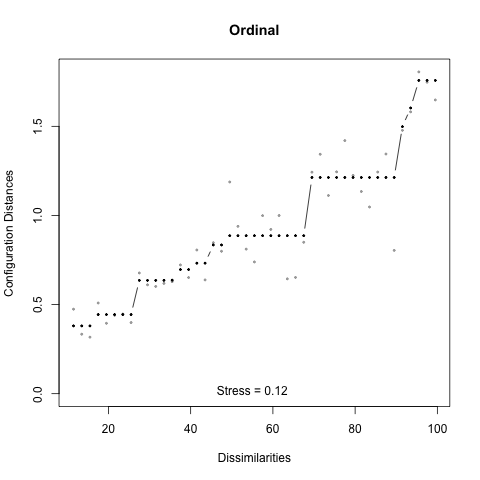 Ordinal
Configuration Distances
1.5
1.0
0.5
0.0
Stress = 0.12
20 40 60 80 100
Dissimilarities